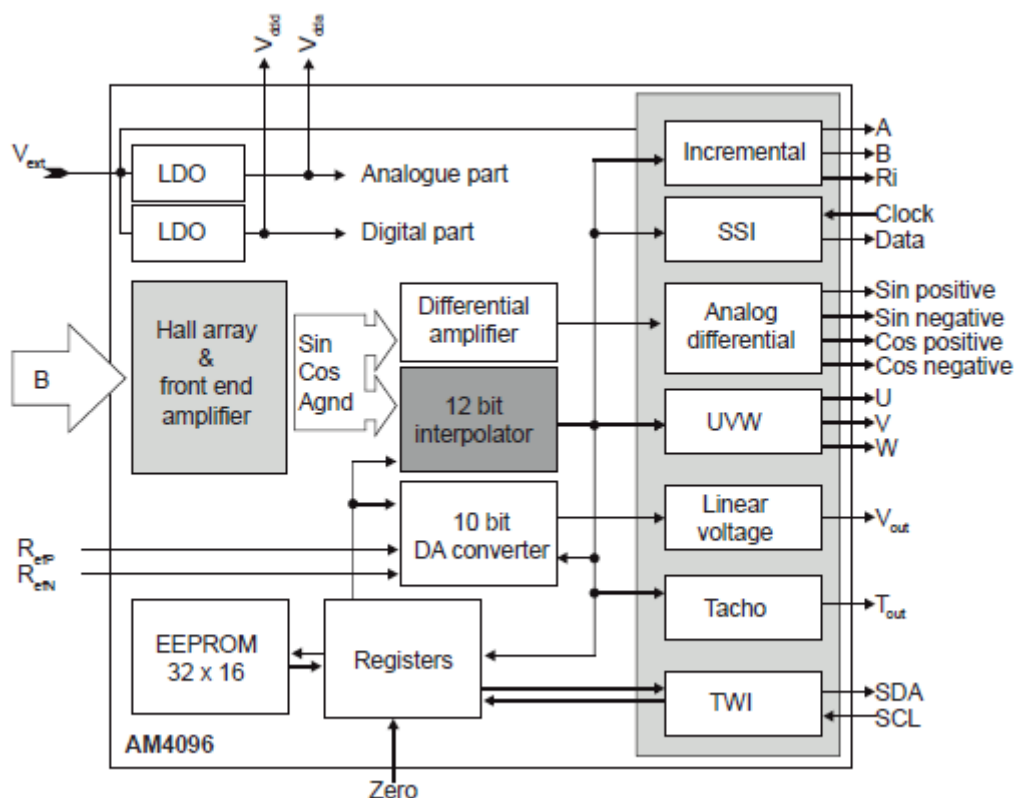 Vddd
Vdda
Vext
LDO
Analogue part
LDO
Digital part
Incremental
A
B
Ri
SSI
Clock
Data
B
Hall array
&
front end
amplifier
Sin
Cos
Agnd
Differential
amplifier
Analog
differential
Sin positive
Sin negative
Cos positive
Cos negative
12 bit
interpolator
UVW
U
V
W
RefP
RefN
10 bit
DA converter
Linear
voltage
Vout
Tacho
Tout
EEPROM
32 x 16
Registers
TWI
SDA
SCL
AM4096
Zero